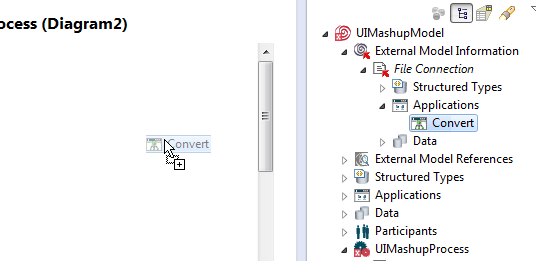 ocess (Diagram2)
Convert
UIMashupModel
External Model Information
File Connection
Structured Types
Applications
Convert
Data
External Model References
Structured Types
Applications
Data
Participants
UIMashupProcess